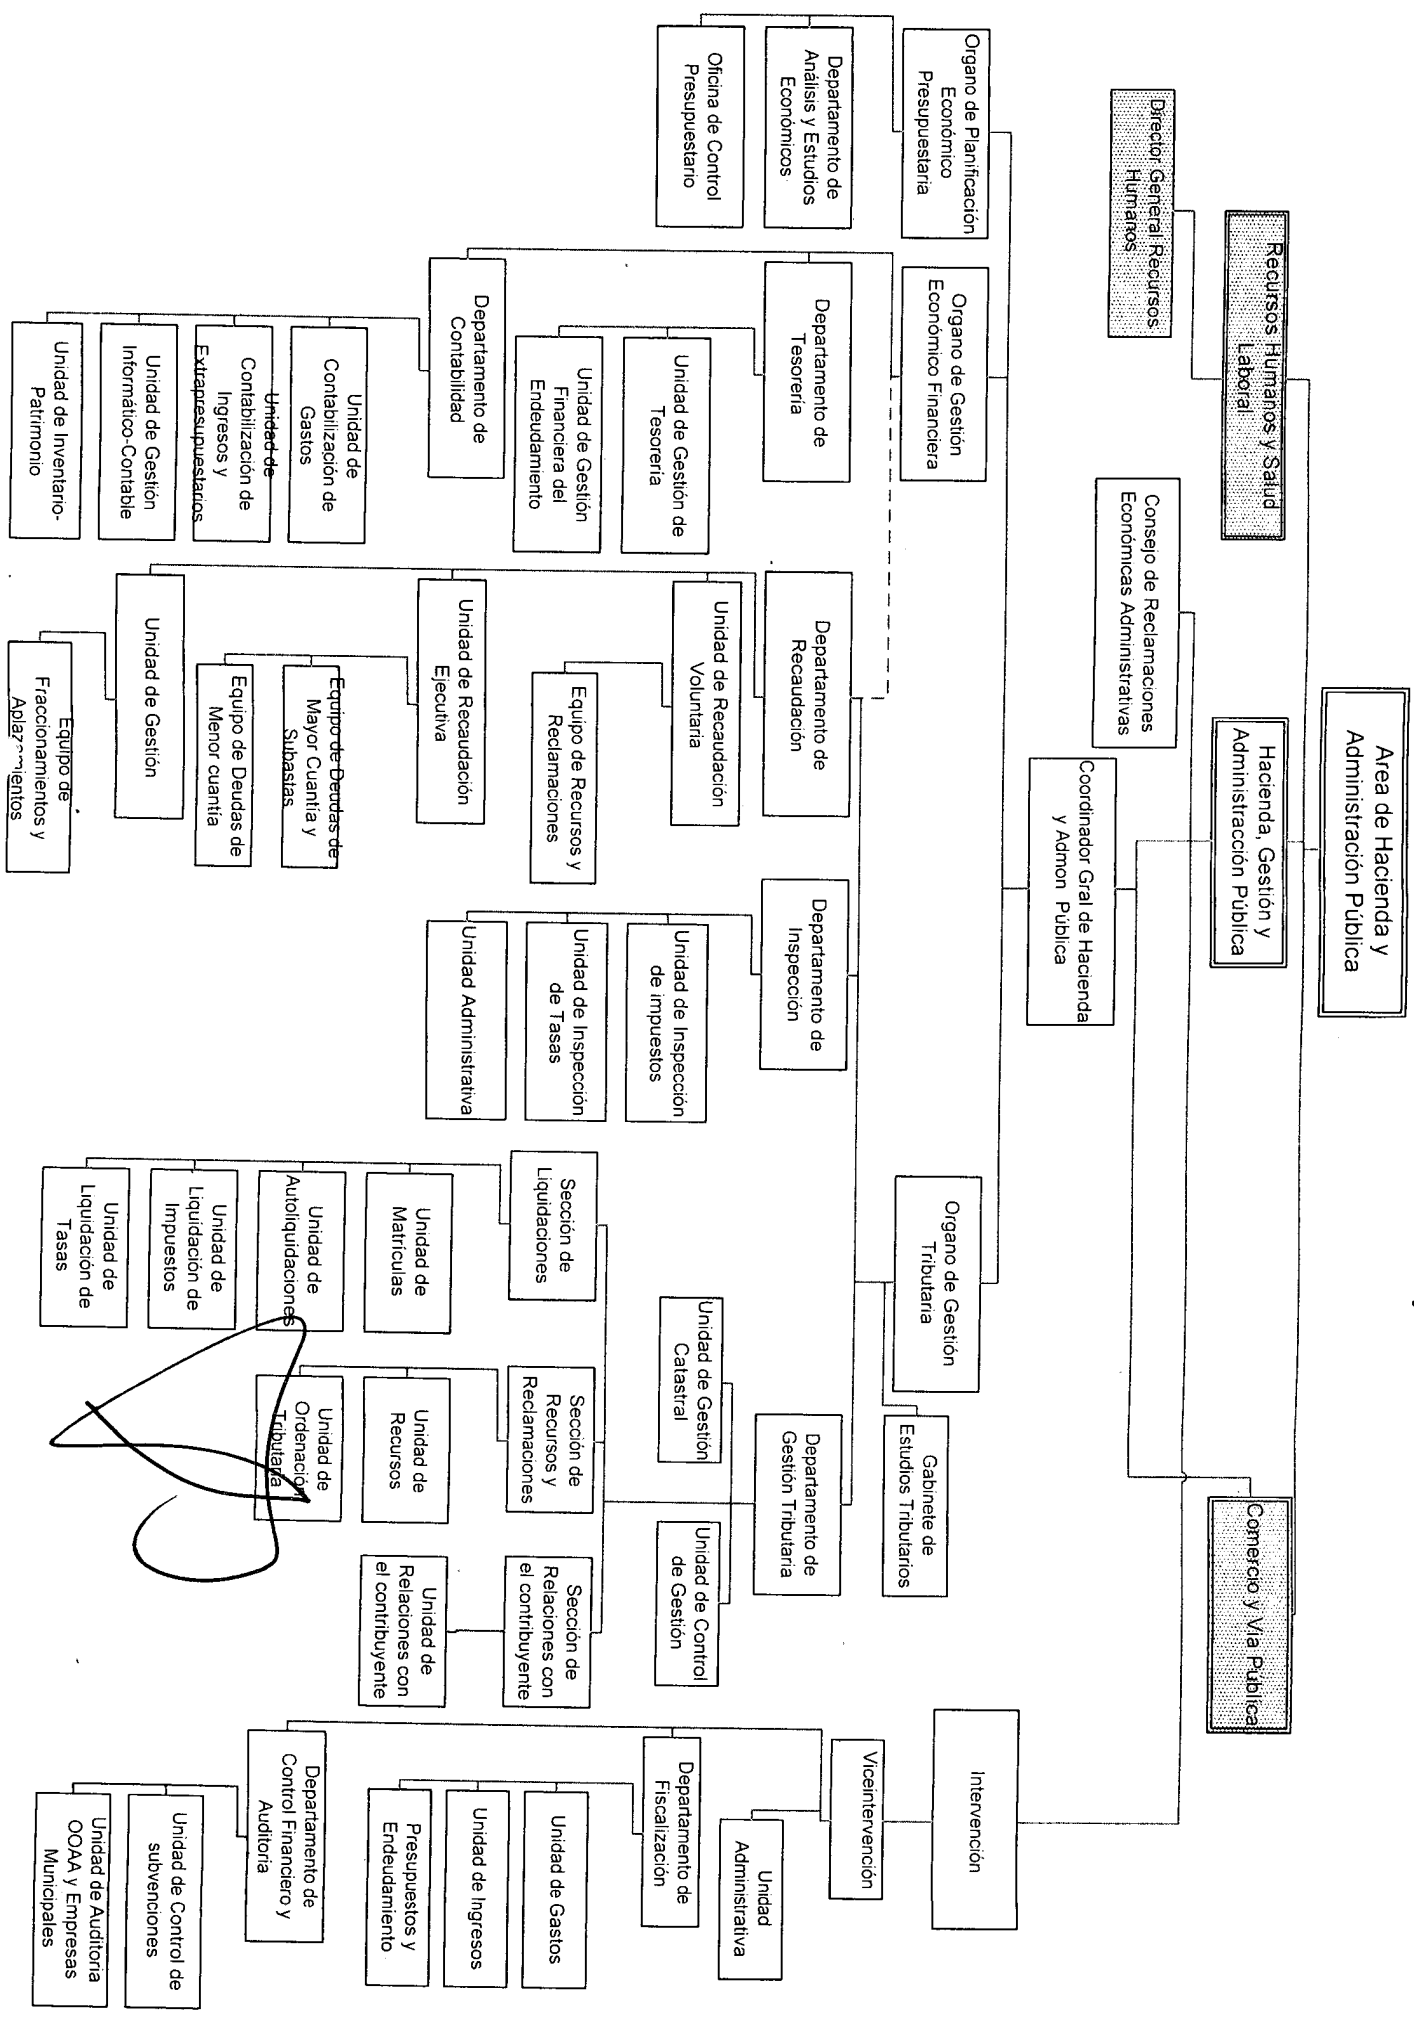 Area de Hacienda y
Administración Pública
Recursos Humanos y Salud
Laboral
Hacienda, Gestión y
Administracción Pública
Comercio y Vía Pública
Director General Recursos
Humanos
Consejo de Reclamaciones
Económicas Administrativas
Coordinador Gral de Hacienda
y Admon Pública
Intervención
Organo de Planificación
Económico
Presupuestaria
Organo de Gestión
Económico Financiera
Organo de Gestión
Tributaria
Gabinete de
Estudios Tributarios
Viceintervención
Departamento de
Análisis y Estudios
Económicos
Oficina de Control
Presupuestario
Departamento de
Tesorería
Unidad de Gestión de
Tesorería
Unidad de Gestión
Financiera del
Endeudamiento
Departamento de
Contabilidad
Unidad de
Contabilización de
Gastos
Unidad de
Contabilización de
Ingresos y
Extrapresupuestarios
Unidad de Gestión
Informático-Contable
Unidad de Inventario-
Patrimonio
Departamento de
Recaudación
Unidad de Recaudación
Voluntaria
Equipo de Recursos y
Reclamaciones
Unidad de Recaudación
Ejecutiva
Equipo de Deudas de
Mayor Cuantía y
Subastas
Equipo de Deudas de
Menor cuantía
Unidad de Gestión
Equipo de
Fraccionamientos y
Aplazamientos
Departamento de
Inspección
Unidad de Inspección
de impuestos
Unidad de Inspección
de Tasas
Unidad Administrativa
Departamento de
Gestión Tributaria
Unidad de Gestión
Catastral
Unidad de Control
de Gestión
Sección de
Liquidaciones
Unidad de
Matrículas
Unidad de
Autoliquidaciones
Unidad de
Liquidación de
Impuestos
Unidad de
Liquidación de
Tasas
Sección de
Recursos y
Reclamaciones
Unidad de
Recursos
Unidad de
Ordenación
Tributaria
Sección de
Relaciones con
el contribuyente
Unidad de
Relaciones con
el contribuyente
Unidad
Administrativa
Departamento de
Fiscalización
Unidad de Gastos
Unidad de Ingresos
Presupuestos y
Endeudamiento
Departamento de
Control Financiero y
Auditoria
Unidad de Control de
subvenciones
Unidad de Auditoria
OOAA y Empresas
Municipales